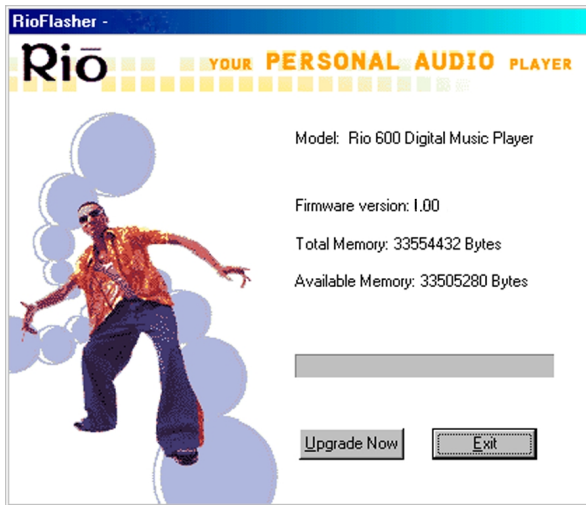 RioFlasher -
Riō YOUR PERSONAL AUDIO PLAYER
Model: Rio 600 Digital Music Player
Firmware version: 1.00
Total Memory: 33554432 Bytes
Available Memory: 33505280 Bytes
Upgrade Now Exit